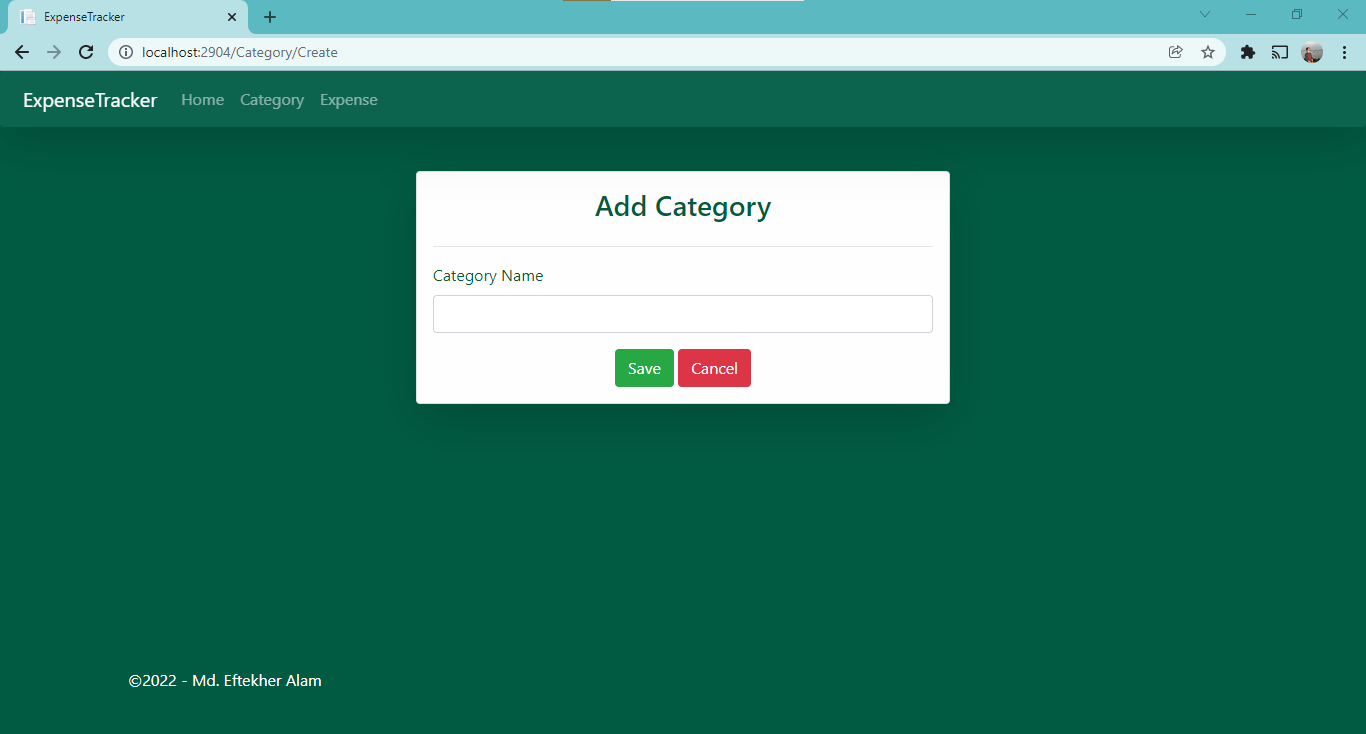 ExpenseTracker
localhost:2904/Category/Create
ExpenseTracker Home Category Expense
Add Category
Category Name
Save Cancel
©2022 - Md. Eftekher Alam